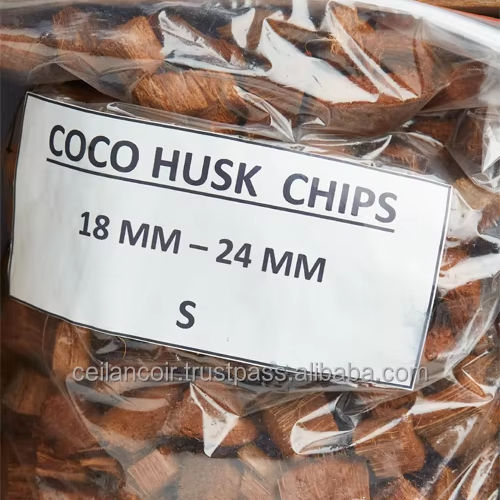 COCO HUSK CHIPS
18 MM – 24 MM
S
ceilancoir.trustpass.alibaba.com